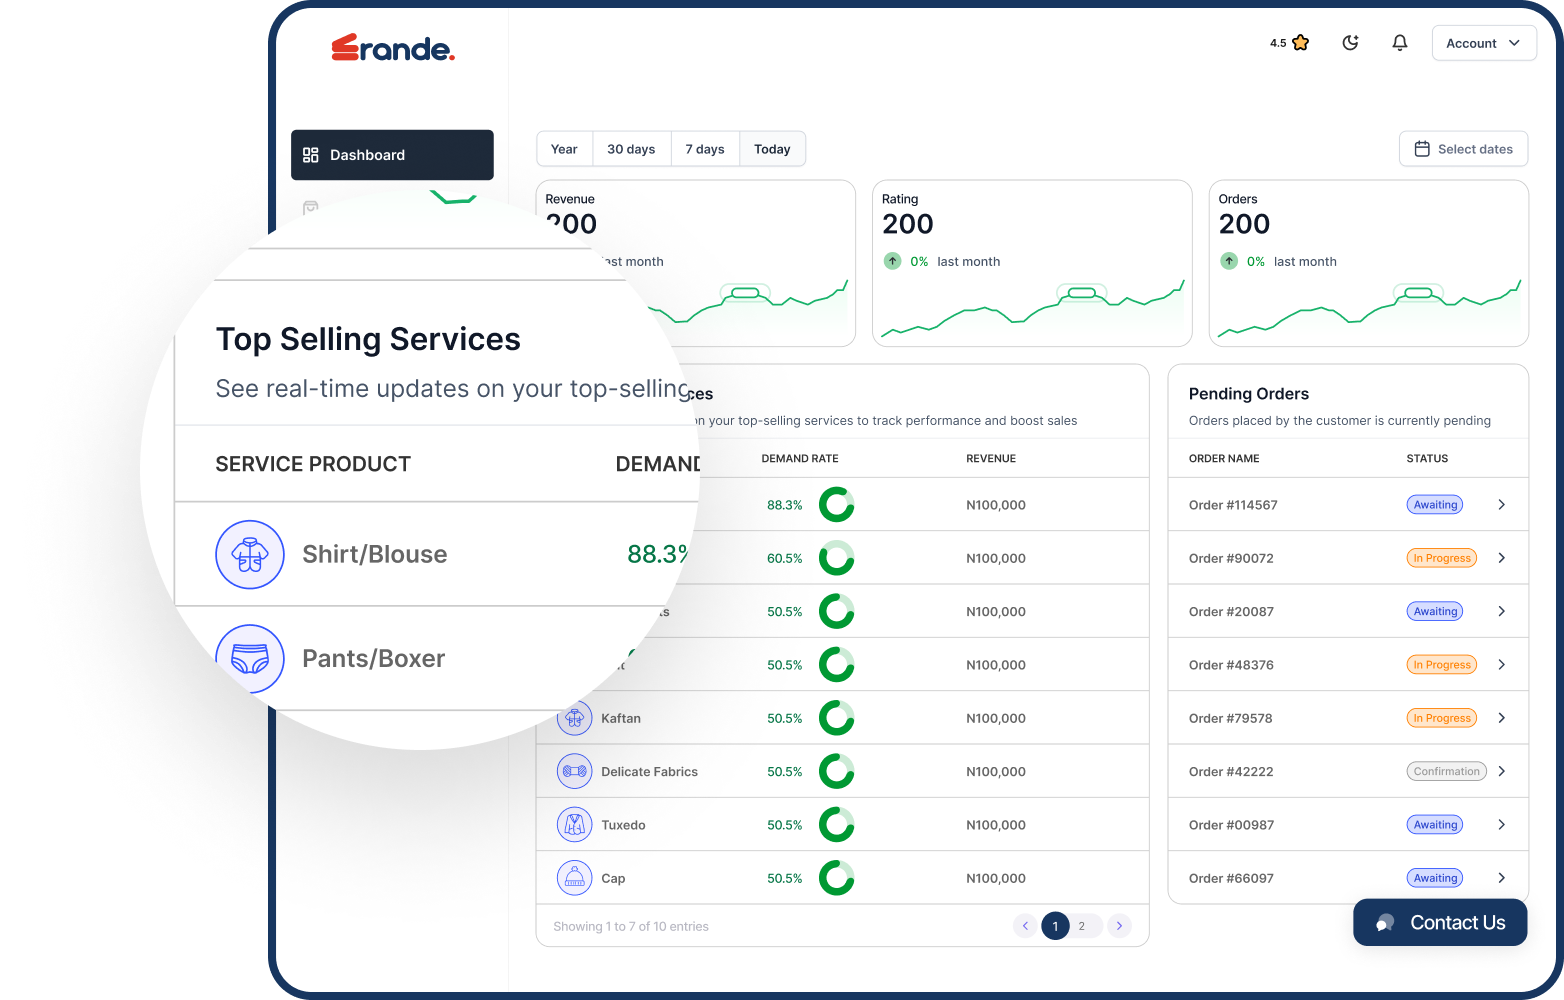 Erande.
4.5
Account
Dashboard
Year 30 days 7 days Today
Select dates
Revenue
200
last month
Rating
200
0% last month
Orders
200
0% last month
Top Selling Services
See real-time updates on your top-selling
SERVICE PRODUCT DEMAND
Shirt/Blouse 88.3%
Pants/Boxer
on your top-selling services to track performance and boost sales
DEMAND RATE REVENUE
88.3% N100,000
60.5% N100,000
50.5% N100,000
50.5% N100,000
Kaftan 50.5% N100,000
Delicate Fabrics 50.5% N100,000
Tuxedo 50.5% N100,000
Cap 50.5% N100,000
Showing 1 to 7 of 10 entries
1 2
Pending Orders
Orders placed by the customer is currently pending
ORDER NAME STATUS
Order #114567 Awaiting
Order #90072 In Progress
Order #20087 Awaiting
Order #48376 In Progress
Order #79578 In Progress
Order #42222 Confirmation
Order #00987 Awaiting
Order #66097 Awaiting
Contact Us